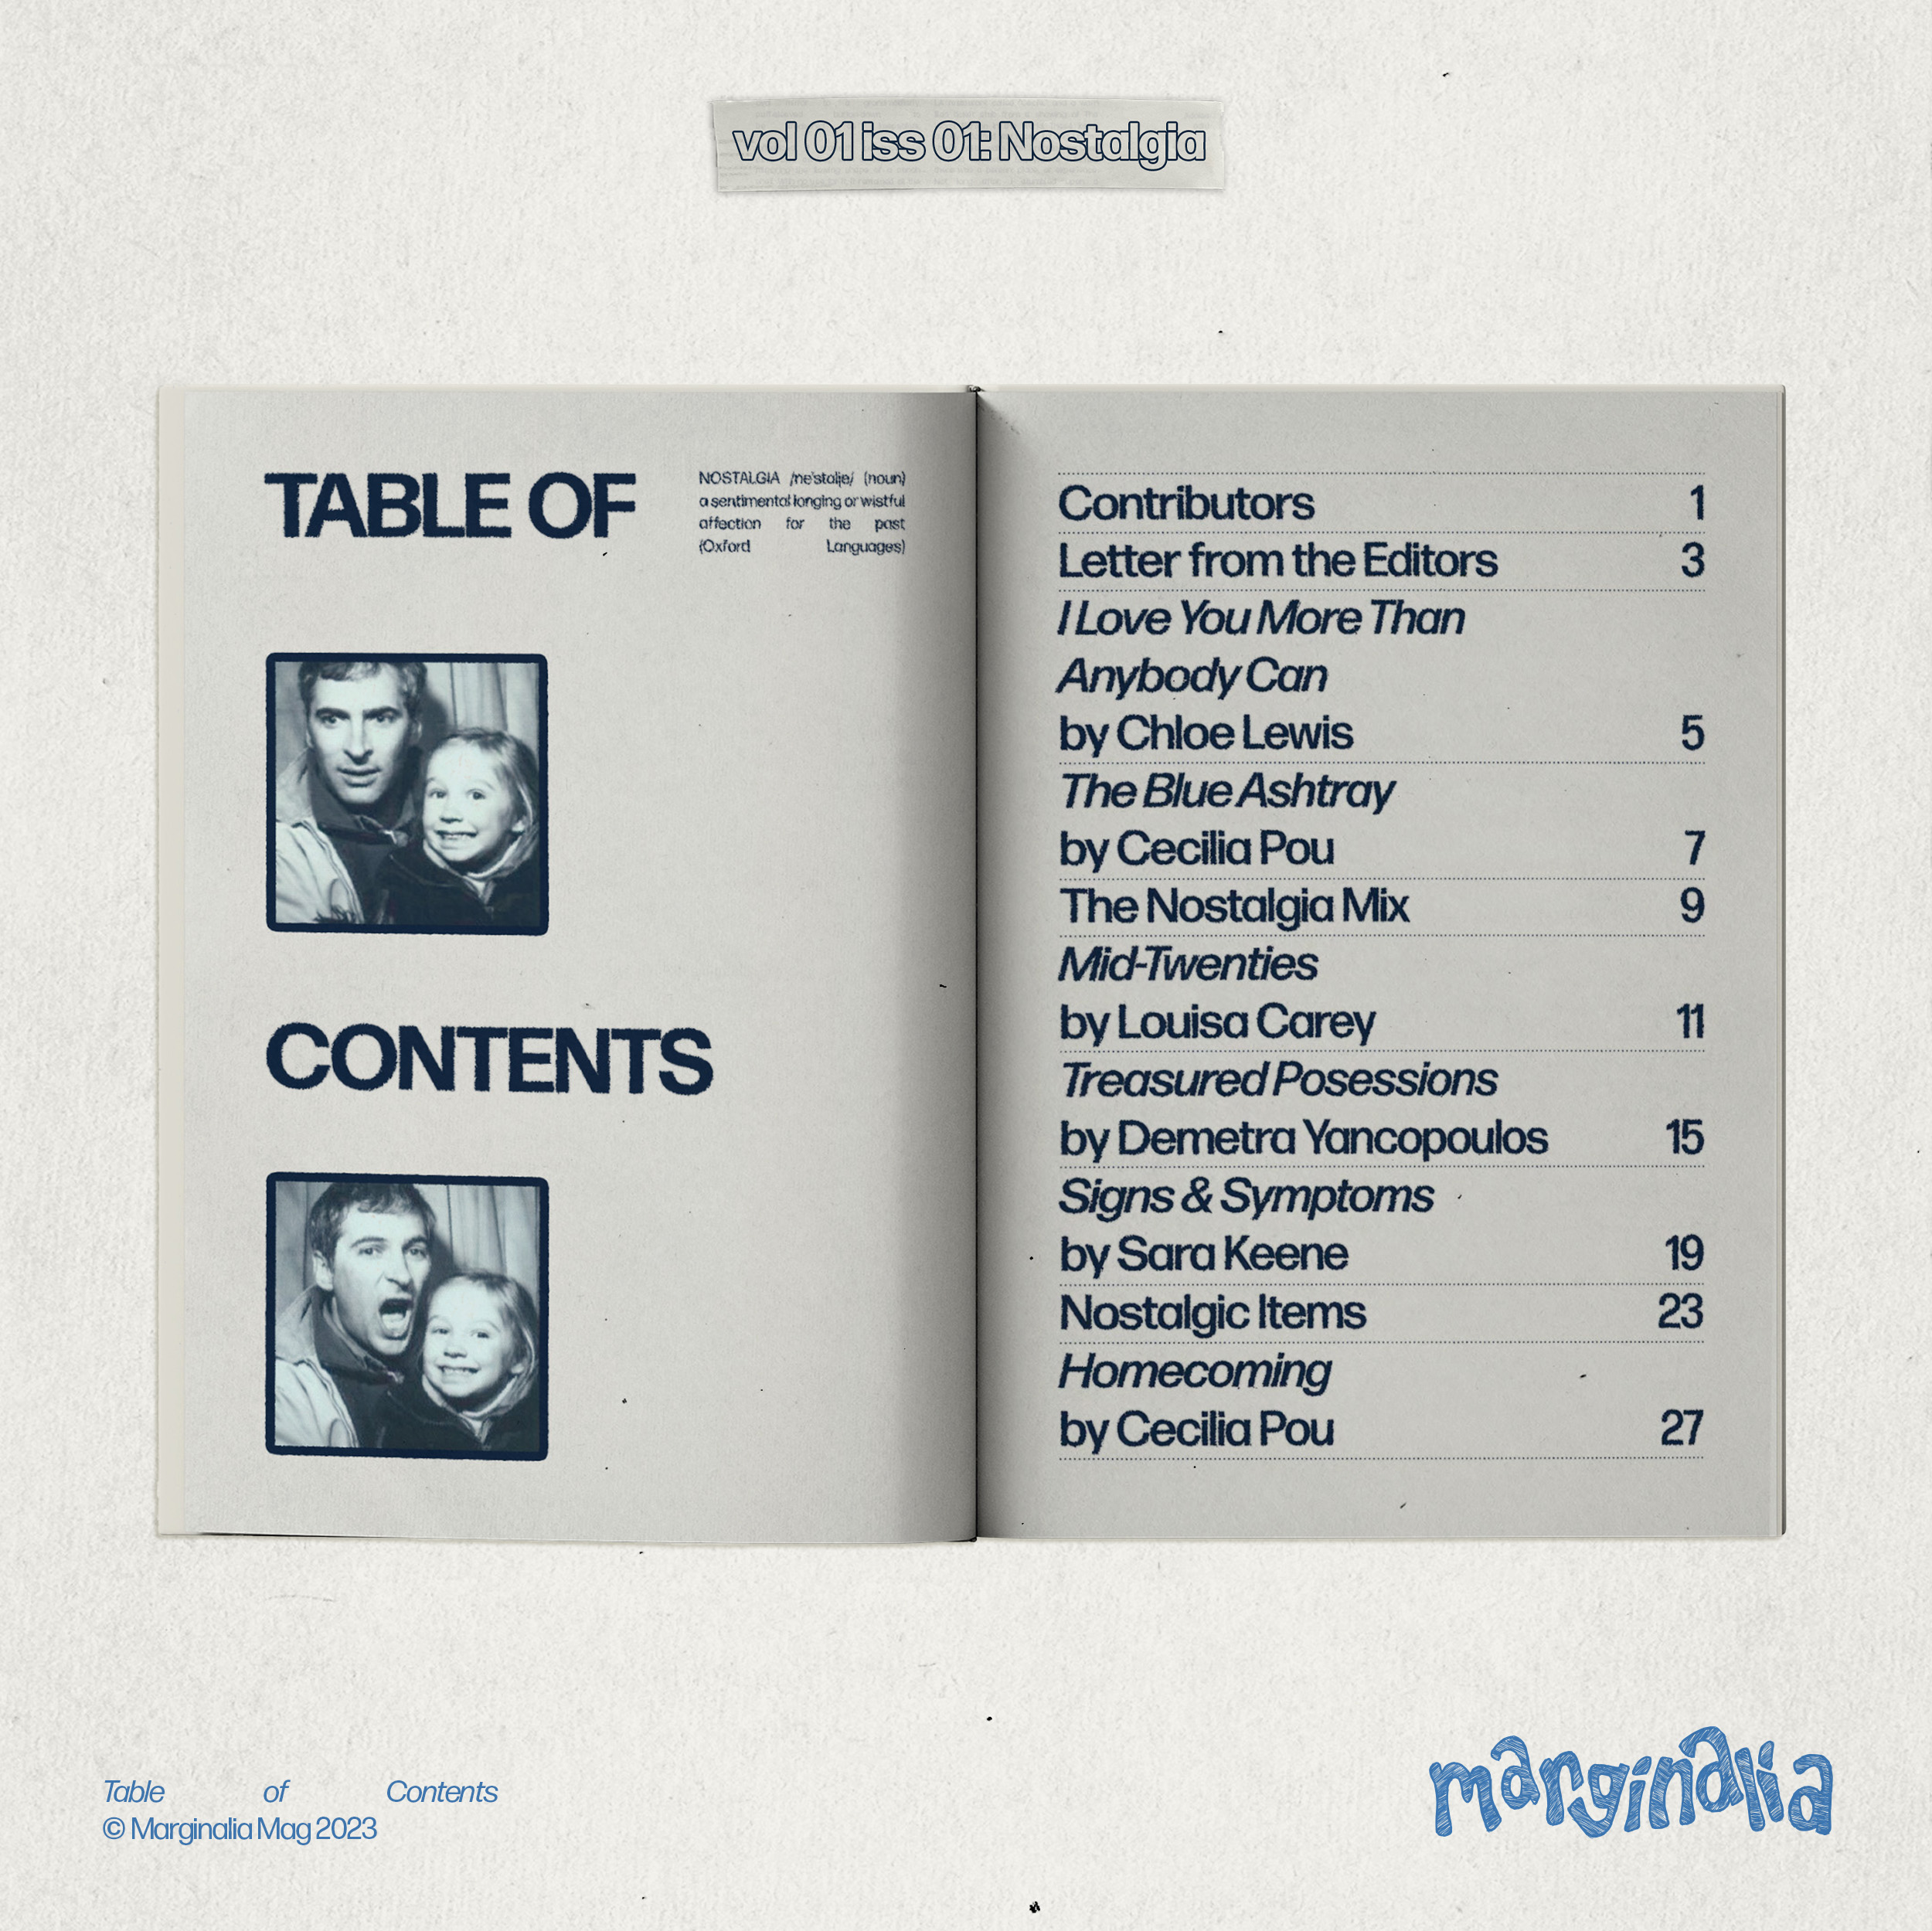 vol 01 iss 01: Nostalgia
TABLE OF
NOSTALGIA /ne'stalje/ (noun)
a sentimental longing or wistful
affection for the past
(Oxford Languages)
CONTENTS
Contributors 1
Letter from the Editors 3
I Love You More Than
Anybody Can
by Chloe Lewis 5
The Blue Ashtray
by Cecilia Pou 7
The Nostalgia Mix 9
Mid-Twenties
by Louisa Carey 11
Treasured Posessions
by Demetra Yancopoulos 15
Signs & Symptoms
by Sara Keene 19
Nostalgic Items 23
Homecoming
by Cecilia Pou 27
Table of Contents
© Marginalia Mag 2023
marginalia